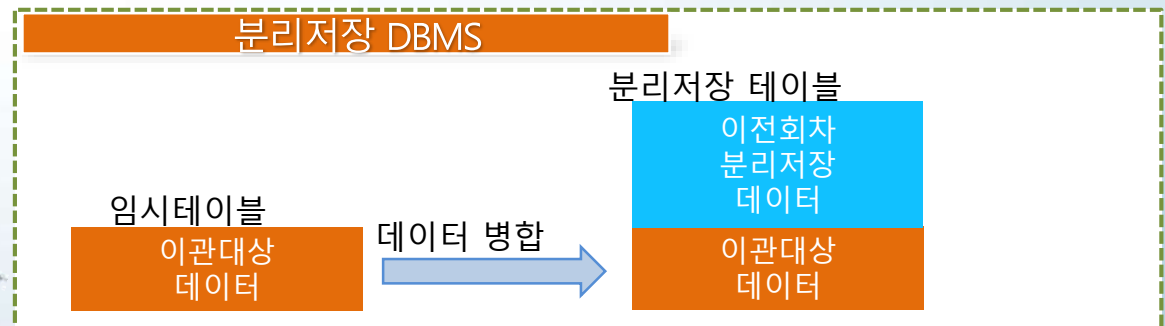 분리저장 DBMS
분리저장 테이블
이전회차
분리저장
데이터
임시테이블
이관대상
데이터
데이터 병합
이관대상
데이터